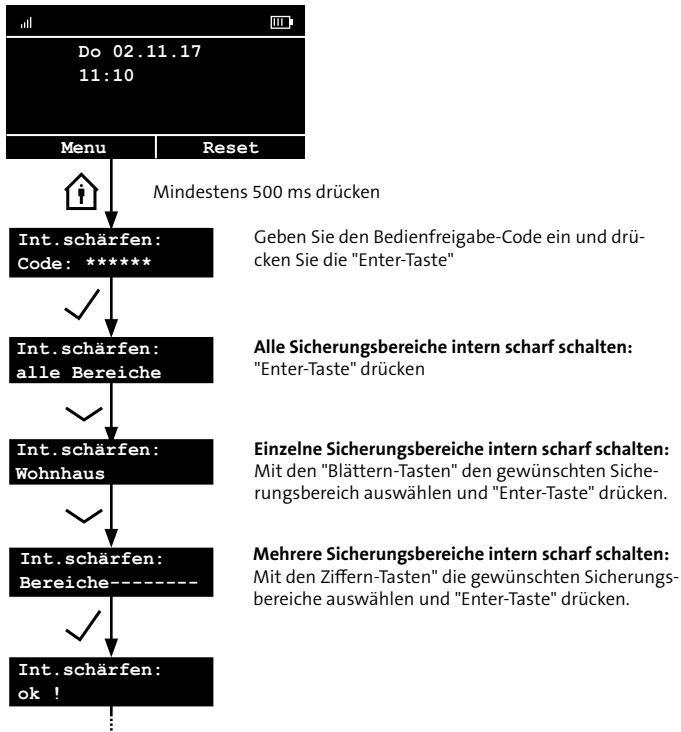 Do 02.11.17
11:10
Menu Reset
Mindestens 500 ms drücken
Int.schärfen:
Code: ******
Geben Sie den Bedienfreigabe-Code ein und drü-
cken Sie die "Enter-Taste"
Int.schärfen:
alle Bereiche
Alle Sicherungsbereiche intern scharf schalten:
"Enter-Taste" drücken
Int.schärfen:
Wohnhaus
Einzelne Sicherungsbereiche intern scharf schalten:
Mit den "Blättern-Tasten" den gewünschten Siche-
rungsbereich auswählen und "Enter-Taste" drücken.
Int.schärfen:
Bereiche--------
Mehrere Sicherungsbereiche intern scharf schalten:
Mit den Ziffern-Tasten" die gewünschten Sicherungs-
bereiche auswählen und "Enter-Taste" drücken.
Int.schärfen:
ok !